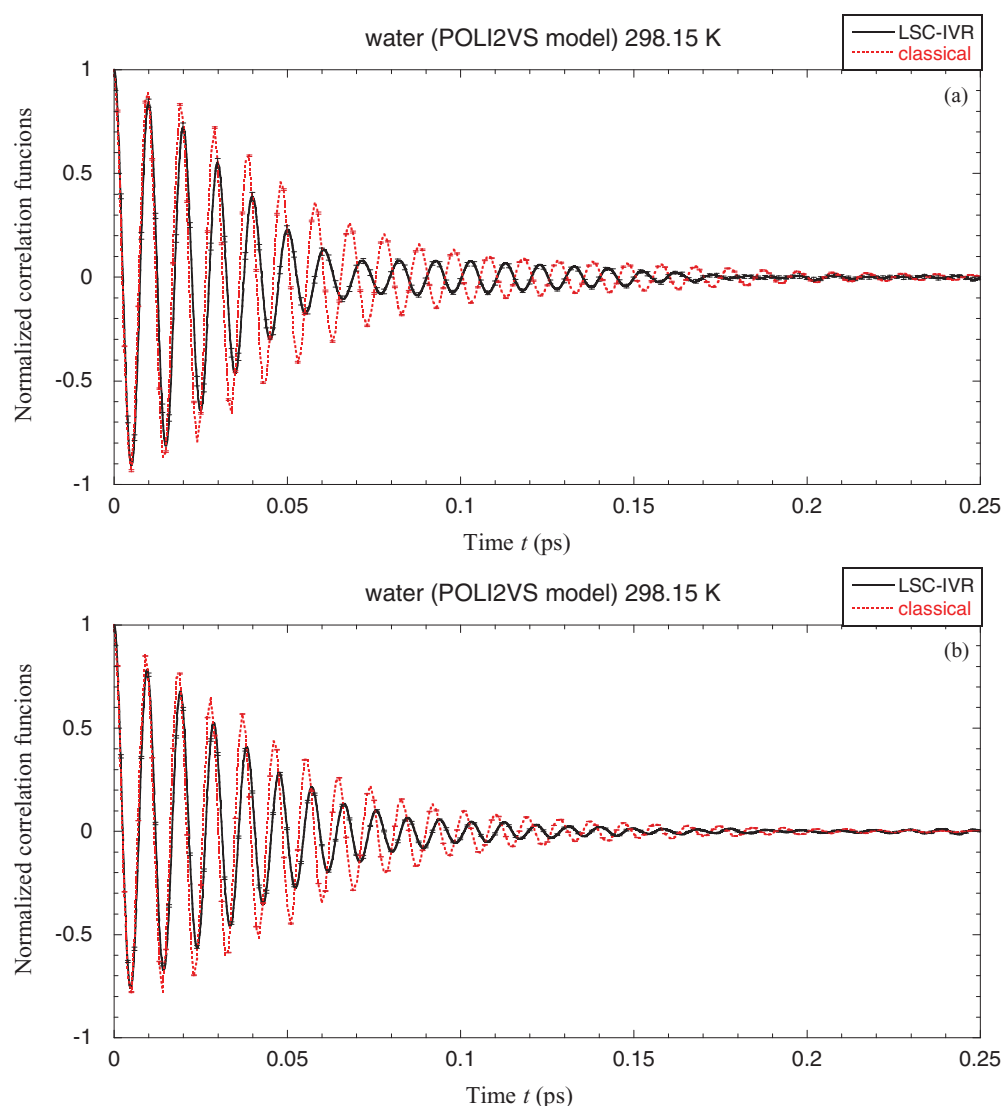 water (POLI2VS model) 298.15 K
LSC-IVR
classical
(a)
Normalized correlation funcions
1
0.5
0
-0.5
-1
0
0.05
0.1
0.15
0.2
0.25
Time t (ps)
water (POLI2VS model) 298.15 K
LSC-IVR
classical
(b)
Normalized correlation funcions
1
0.5
0
-0.5
-1
0
0.05
0.1
0.15
0.2
0.25
Time t (ps)